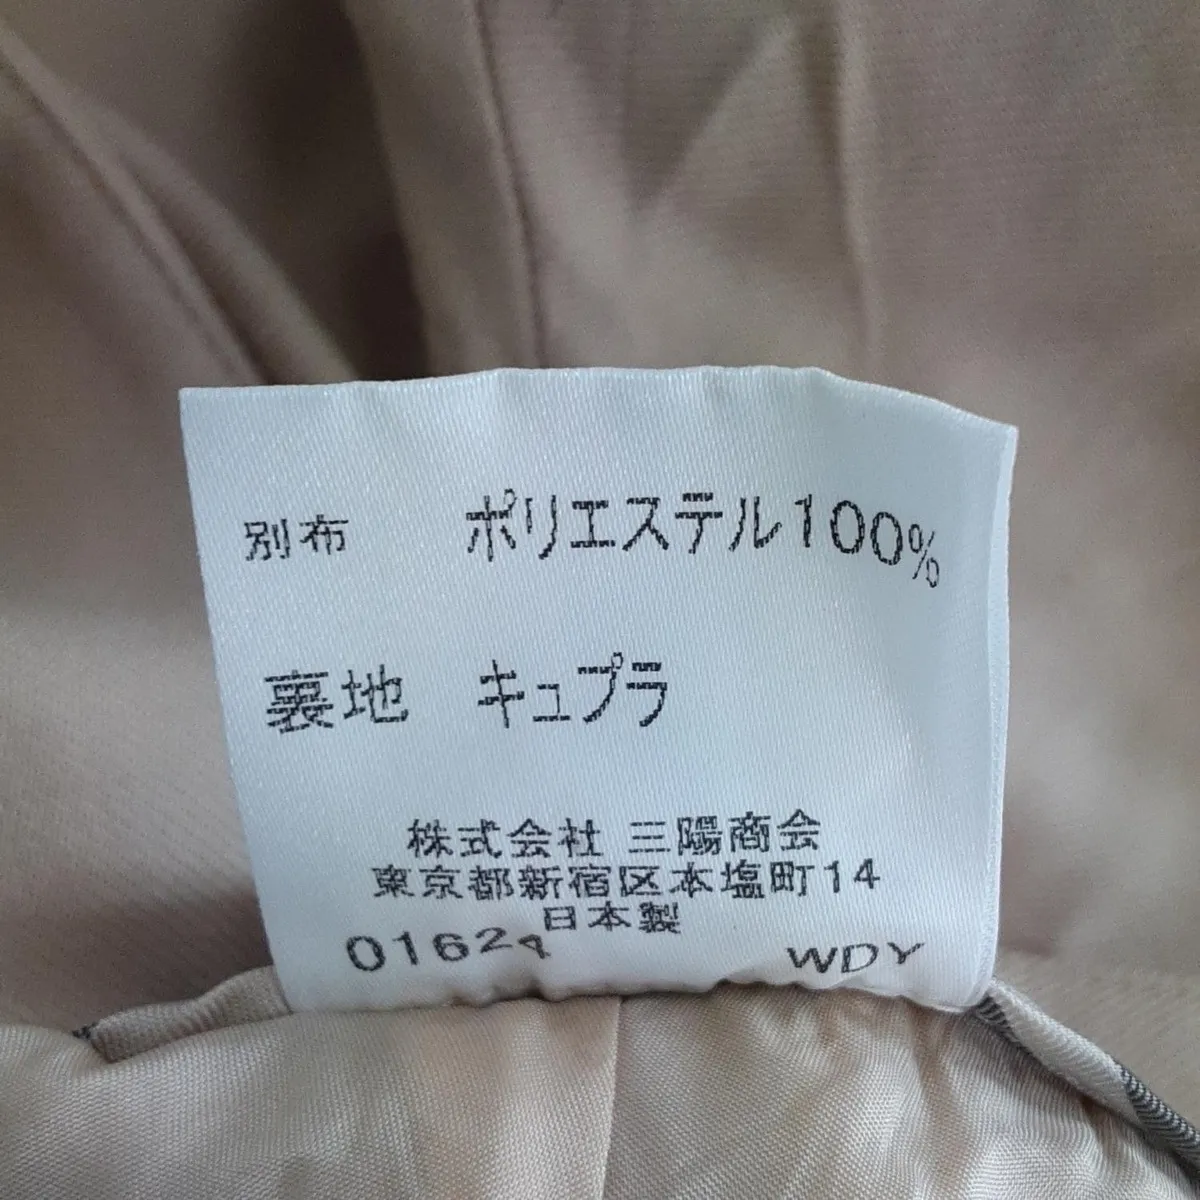 別布 ポリエステル100%
裏地 キュプラ
株式会社 三陽商会
東京都新宿区本塩町14
日本製
01624 WDY